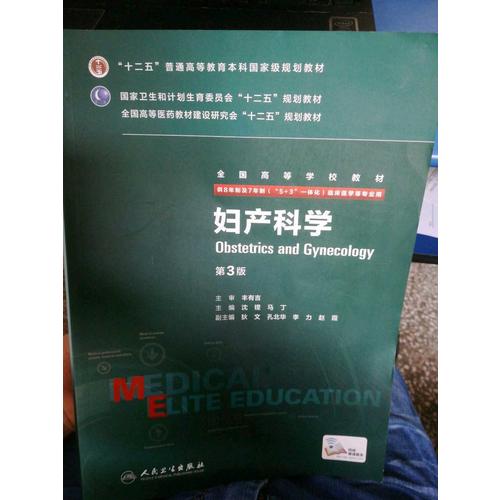 "十二五"普通高等教育本科国家级规划教材
国家卫生和计划生育委员会"十二五"规划教材
全国高等医药教材建设研究会"十二五"规划教材
全国高等学校教材
供8年制及7年制("5+3"一体化)临床医学等专业用
妇产科学
Obstetrics and Gynecology
第3版
主审 丰有吉
主编 沈铿 马丁
副主编 狄文 孔北华 李力 赵霞
MEDICAL
ELITE EDUCATION
人民卫生出版社